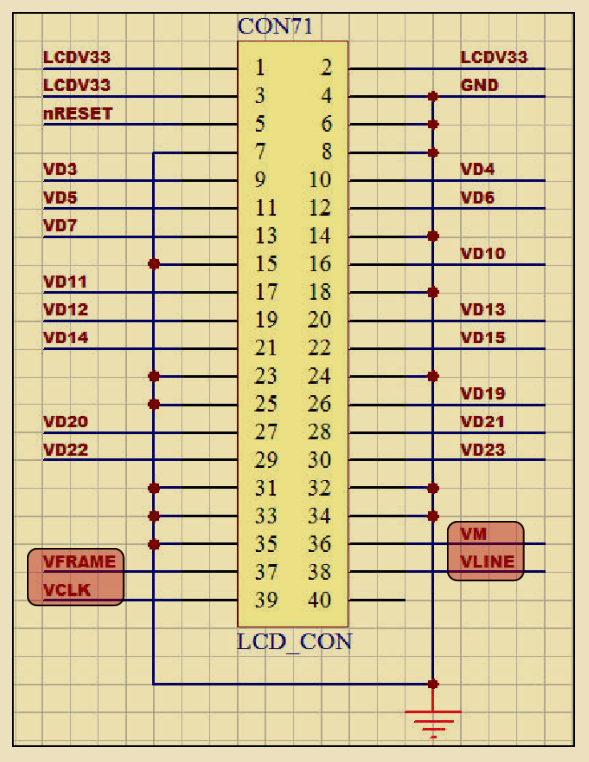 CON71
LCDV33 1 2 LCDV33
LCDV33 3 4 GND
nRESET 5 6
7 8
VD3 9 10 VD4
VD5 11 12 VD6
VD7 13 14
15 16 VD10
VD11 17 18
VD12 19 20 VD13
VD14 21 22 VD15
23 24
25 26 VD19
VD20 27 28 VD21
VD22 29 30 VD23
31 32
33 34
35 36 VM
VFRAME 37 38 VLINE
VCLK 39 40
LCD_CON